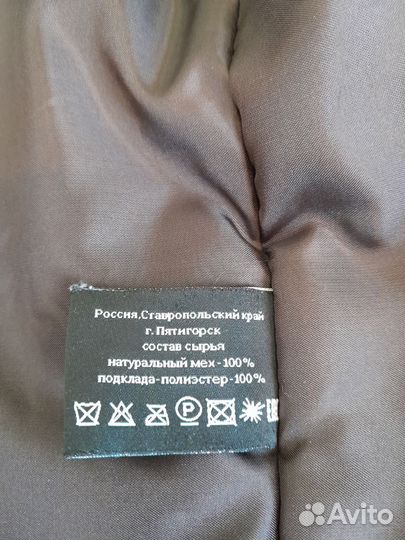 Россия,Ставропольский край
г. Пятигорск
состав сырья
натуральный мех-100%
подклада-полиэстер-100%
P
Avito